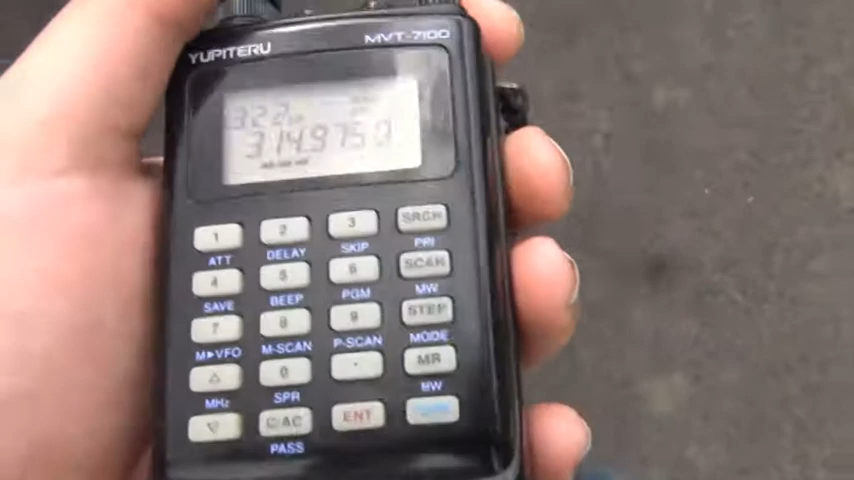 YUPITERU MVT-7100
322
314.9750
1 2 3 SRCH
ATT DELAY SKIP PRI
4 5 6 SCAN
SAVE BEEP PGM MW
7 8 9 STEP
M▶VFO M-SCAN P-SCAN MODE
△ 0 · MR
MHz SPR MW
▽ C/AC ENT
PASS